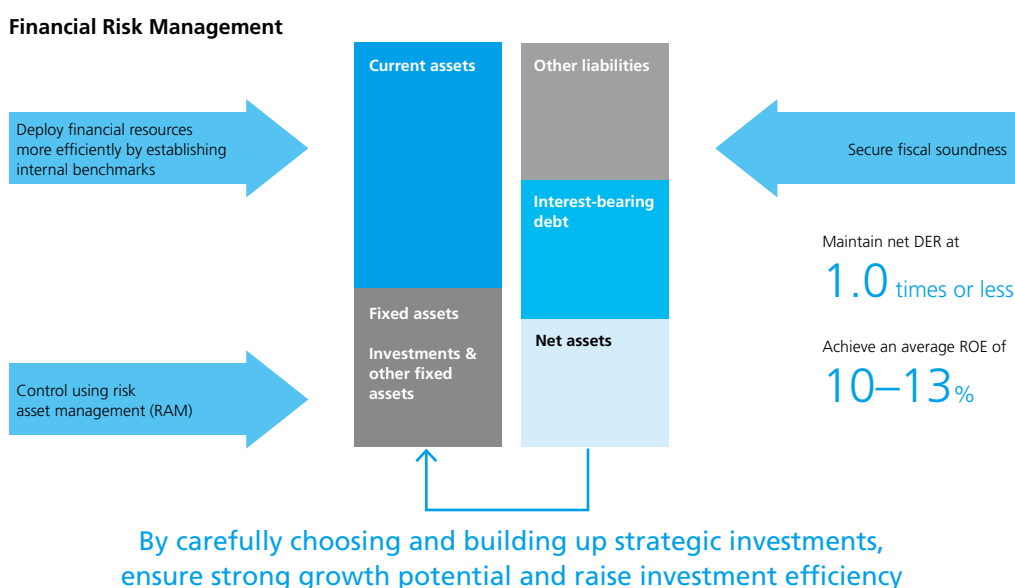 Financial Risk Management
Current assets
Other liabilities
Deploy financial resources
more efficiently by establishing
internal benchmarks
Secure fiscal soundness
Interest-bearing
debt
Maintain net DER at
1.0 times or less
Fixed assets
Investments &
other fixed
assets
Net assets
Achieve an average ROE of
10–13%
Control using risk
asset management (RAM)
By carefully choosing and building up strategic investments,
ensure strong growth potential and raise investment efficiency